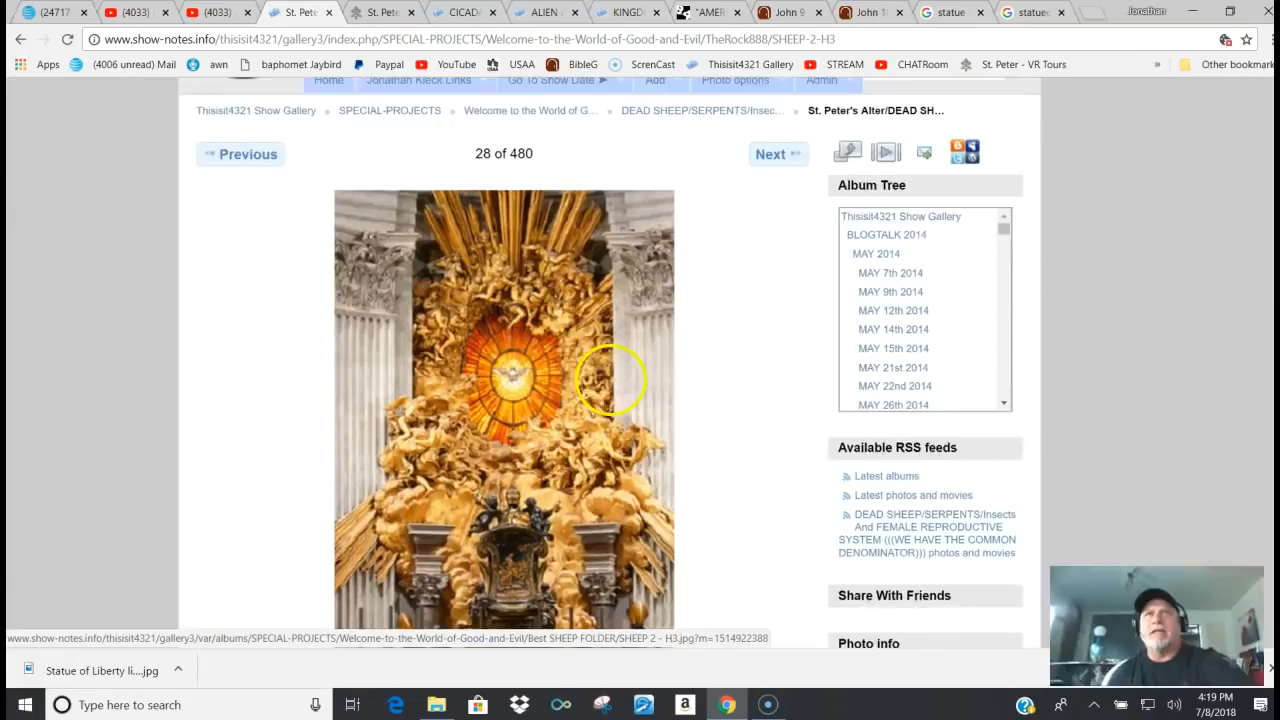 (24717
(4033)
(4033)
St. Pete
St. Pete
CICAD
ALIEN
KINGD
"AMER
John 9
John 1
statue
statue
Jonathan
www.show-notes.info/thisisit4321/gallery3/index.php/SPECIAL-PROJECTS/Welcome-to-the-World-of-Good-and-Evil/TheRock888/SHEEP-2-H3
Apps
(4006 unread) Mail
awn
baphomet Jaybird
Paypal
YouTube
USAA
BibleG
ScrenCast
Thisisit4321 Gallery
STREAM
CHATRoom
St. Peter - VR Tours
»
Other bookmark
Home
Jonathan Kleck Links
Go To Show Date
Add
Photo options
Admin
Thisisit4321 Show Gallery » SPECIAL-PROJECTS » Welcome to the World of G... » DEAD SHEEP/SERPENTS/Insec... » St. Peter's Alter/DEAD SH...
Previous
28 of 480
Next
Album Tree
Thisisit4321 Show Gallery
BLOGTALK 2014
MAY 2014
MAY 7th 2014
MAY 9th 2014
MAY 12th 2014
MAY 14th 2014
MAY 15th 2014
MAY 21st 2014
MAY 22nd 2014
MAY 26th 2014
Available RSS feeds
Latest albums
Latest photos and movies
DEAD SHEEP/SERPENTS/Insects
And FEMALE REPRODUCTIVE
SYSTEM (((WE HAVE THE COMMON
DENOMINATOR))) photos and movies
Share With Friends
Photo info
www.show-notes.info/thisisit4321/gallery3/var/albums/SPECIAL-PROJECTS/Welcome-to-the-World-of-Good-and-Evil/Best SHEEP FOLDER/SHEEP 2 - H3.jpg?m=1514922388
Statue of Liberty li....jpg
Type here to search
4:19 PM
7/8/2018